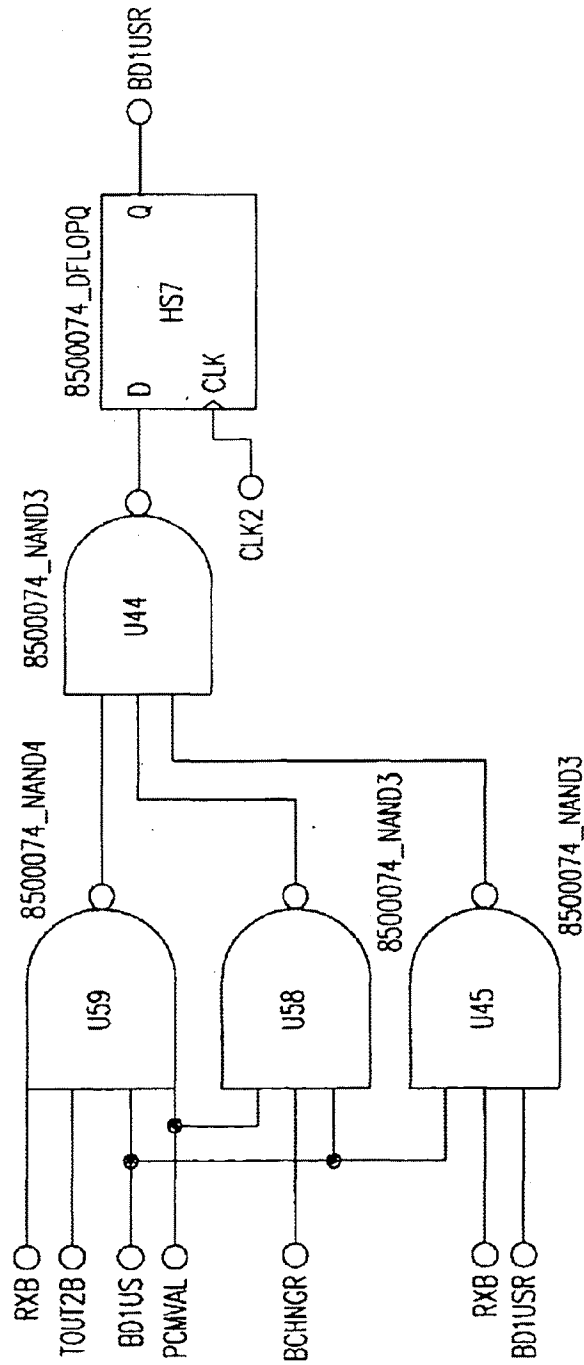 RXB
TOUT2B
BD1US
PCMVAL
BCHNGR
RXB
BD1USR
U59
8500074_NAND4
U58
8500074_NAND3
U45
8500074_NAND3
U44
8500074_NAND3
CLK2
8500074_DFLOPQ
D
Q
HS7
CLK
BD1USR